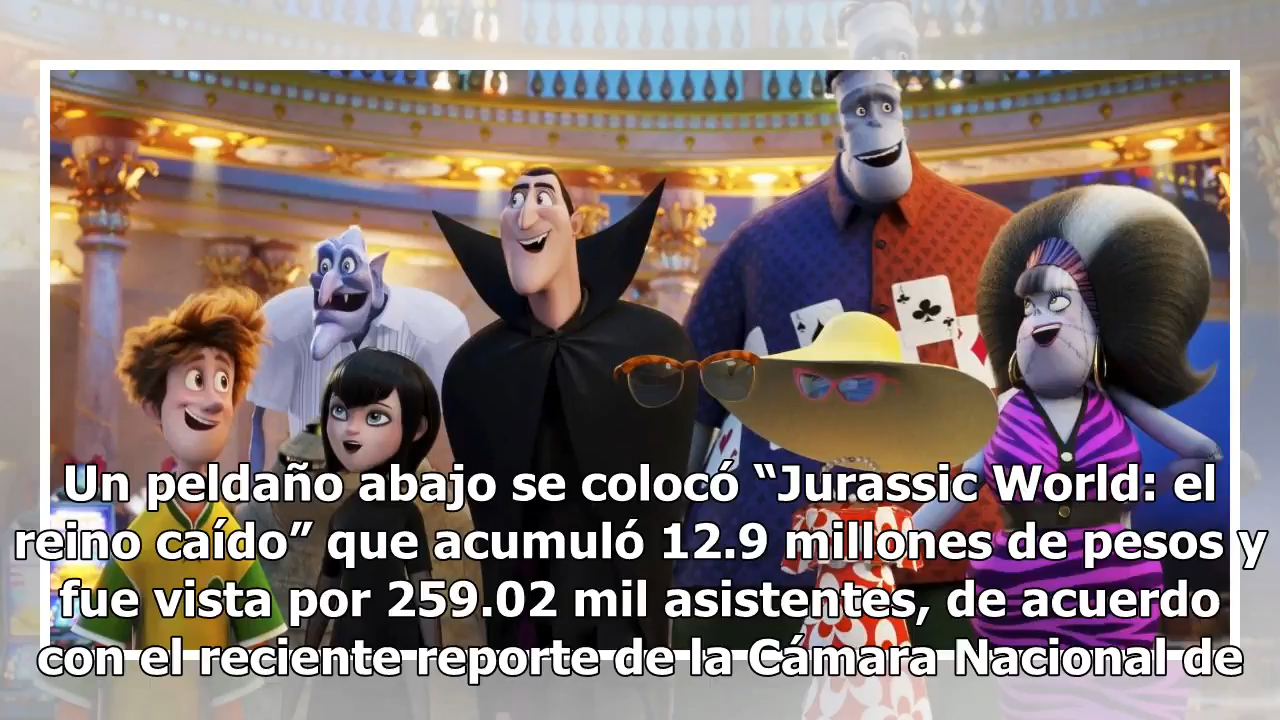 Un peldaño abajo se colocó “Jurassic World: el
reino caído” que acumuló 12.9 millones de pesos y
fue vista por 259.02 mil asistentes, de acuerdo
con el reciente reporte de la Cámara Nacional de